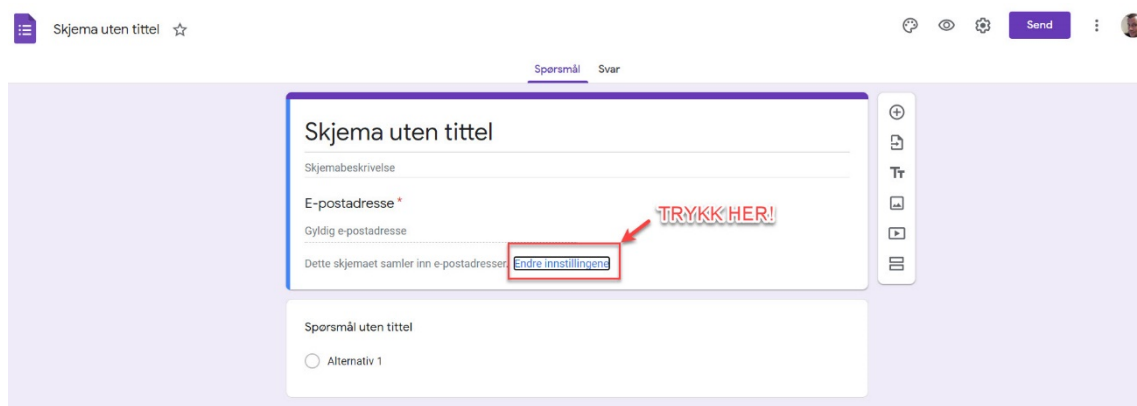 Skjema uten tittel
Send
Spørsmål Svar
Skjema uten tittel
Skjemabeskrivelse
E-postadresse *
Gyldig e-postadresse
TRYKK HER!
Dette skjemaet samler inn e-postadresser. Endre innstillingene
Tт
Spørsmål uten tittel
Alternativ 1